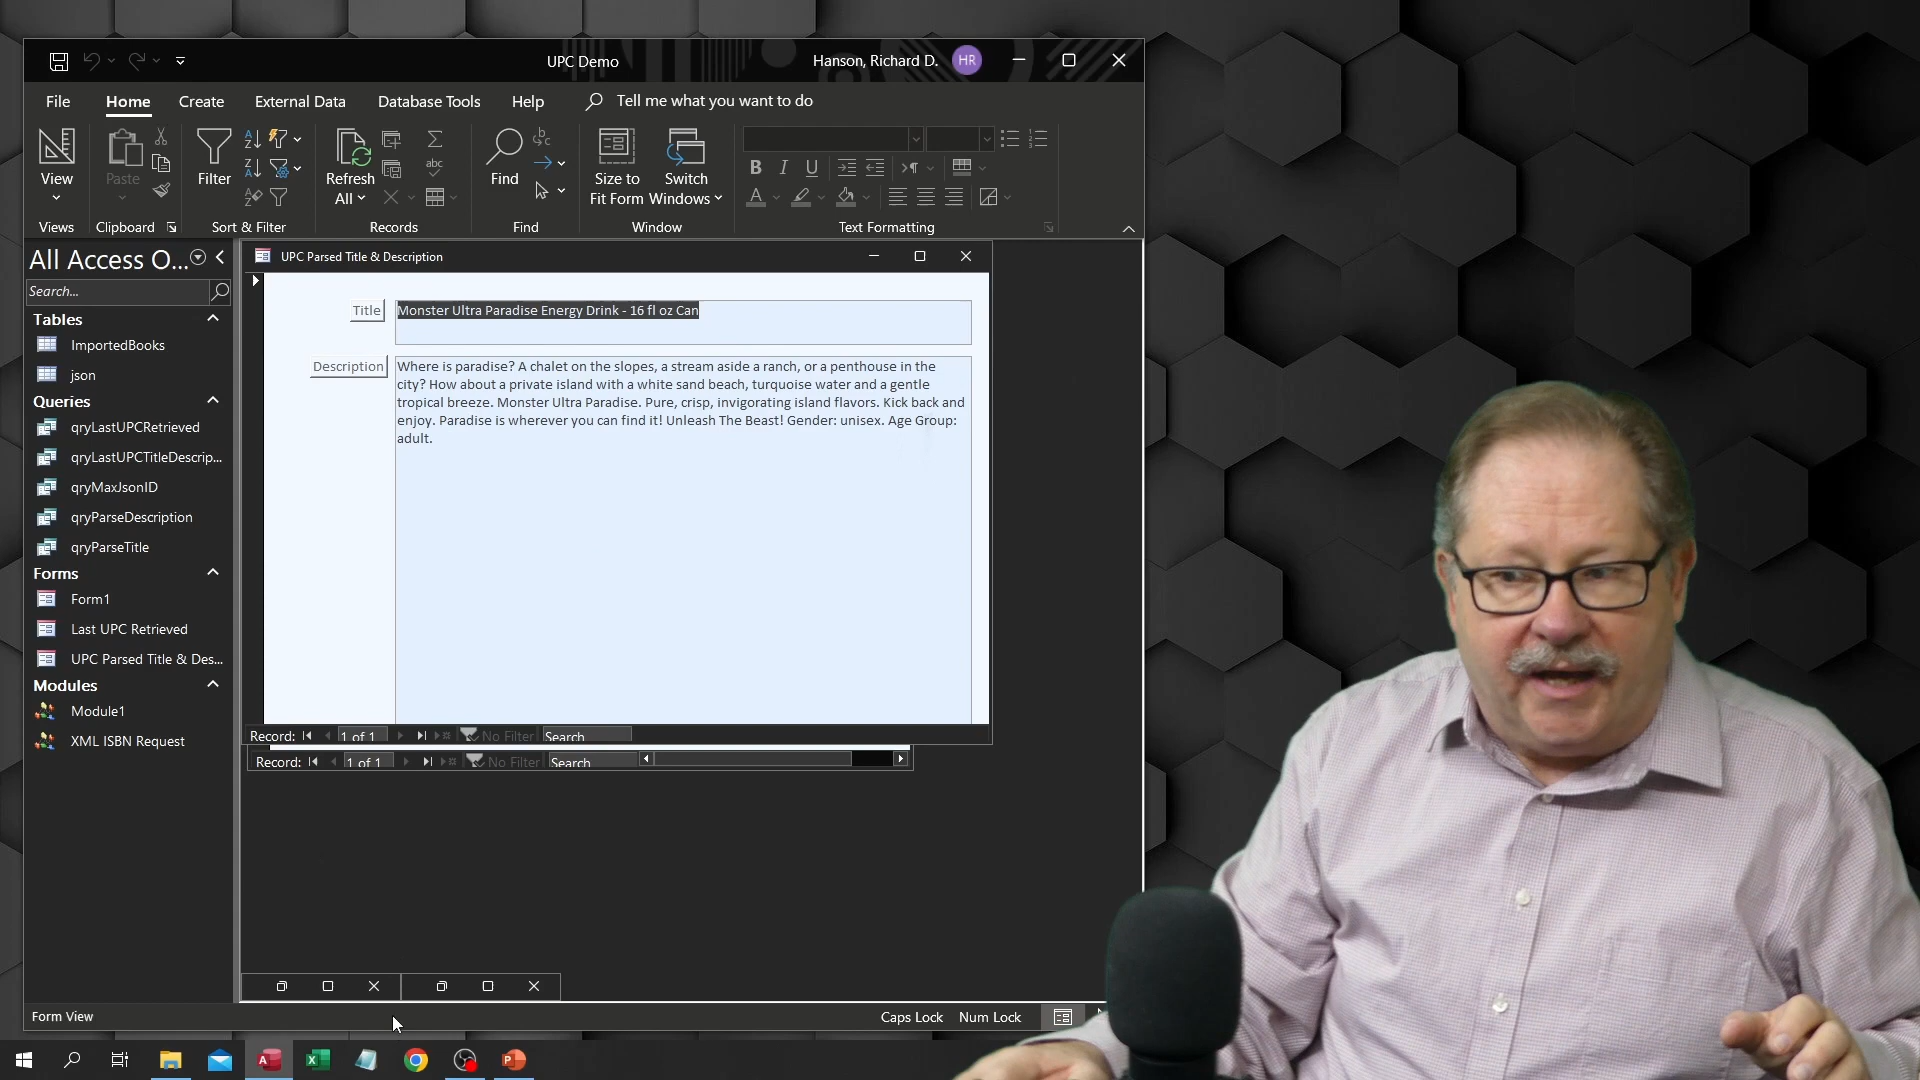 UPC Demo
Hanson, Richard D.
HR
File
Home
Create
External Data
Database Tools
Help
Tell me what you want to do
View
Paste
Filter
Refresh
All
abc
Find
Size to
Fit Form
Switch
Windows
B I U
A
Views
Clipboard
Sort & Filter
Records
Find
Window
Text Formatting
All Access O...
Search...
Tables
ImportedBooks
json
Queries
qryLastUPCRetrieved
qryLastUPCTitleDescrip...
qryMaxJsonID
qryParseDescription
qryParseTitle
Forms
Form1
Last UPC Retrieved
UPC Parsed Title & Des...
Modules
Module1
XML ISBN Request
UPC Parsed Title & Description
Title
Monster Ultra Paradise Energy Drink - 16 fl oz Can
Description
Where is paradise? A chalet on the slopes, a stream aside a ranch, or a penthouse in the
city? How about a private island with a white sand beach, turquoise water and a gentle
tropical breeze. Monster Ultra Paradise. Pure, crisp, invigorating island flavors. Kick back and
enjoy. Paradise is wherever you can find it! Unleash The Beast! Gender: unisex. Age Group:
adult.
Record:
1 of 1
No Filter
Search
Record:
1 of 1
No Filter
Search
Form View
Caps Lock
Num Lock